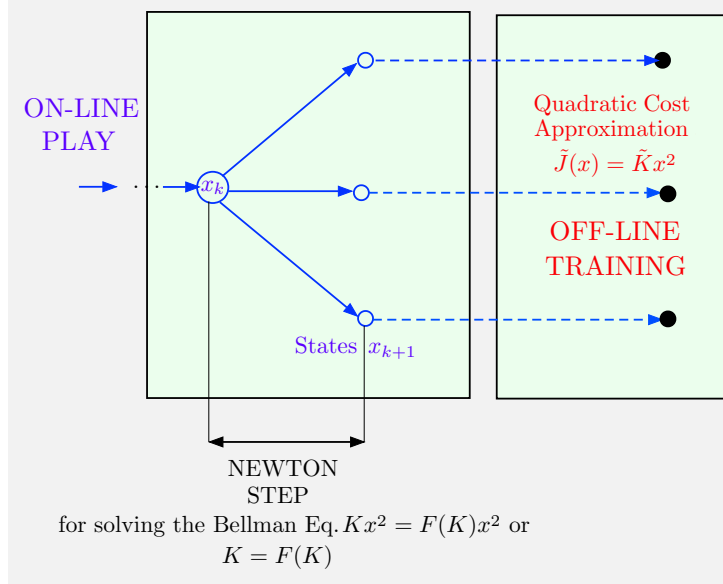 ON-LINE
PLAY
· · ·
x_k
States x_{k+1}
Quadratic Cost
Approximation
J̃(x) = K̃x²
OFF-LINE
TRAINING
NEWTON
STEP
for solving the Bellman Eq. Kx² = F(K)x² or
K = F(K)